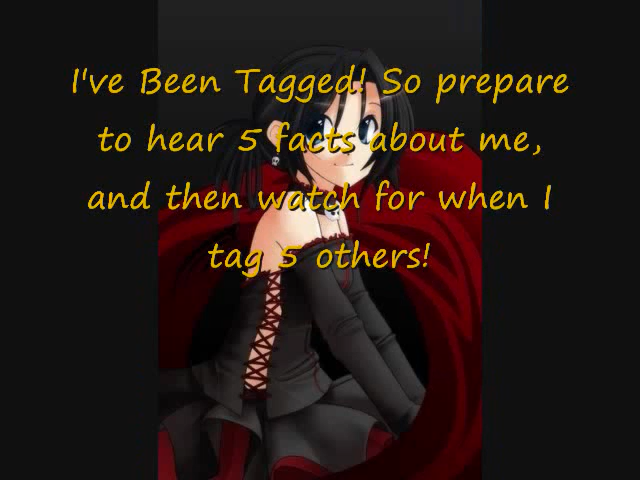 I've Been Tagged! So prepare
to hear 5 facts about me,
and then watch for when I
tag 5 others!